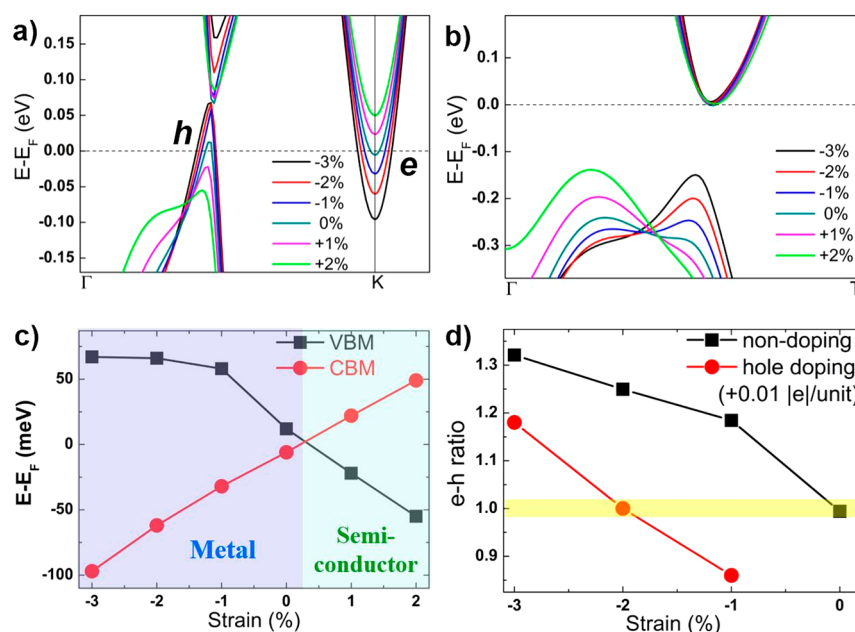 a)
E-E_F (eV)
0.15
0.10
0.05
0.00
-0.05
-0.10
-0.15
h
e
-3%
-2%
-1%
0%
+1%
+2%
Γ
K
b)
E-E_F (eV)
0.1
0.0
-0.1
-0.2
-0.3
-3%
-2%
-1%
0%
+1%
+2%
Γ
c)
VBM
CBM
E-E_F (meV)
50
0
-50
-100
Metal
Semi-
conductor
-3 -2 -1 0 1 2
Strain (%)
d)
non-doping
hole doping
(+0.01 |e|/unit)
e-h ratio
1.3
1.2
1.1
1.0
0.9
-3 -2 -1 0
Strain (%)